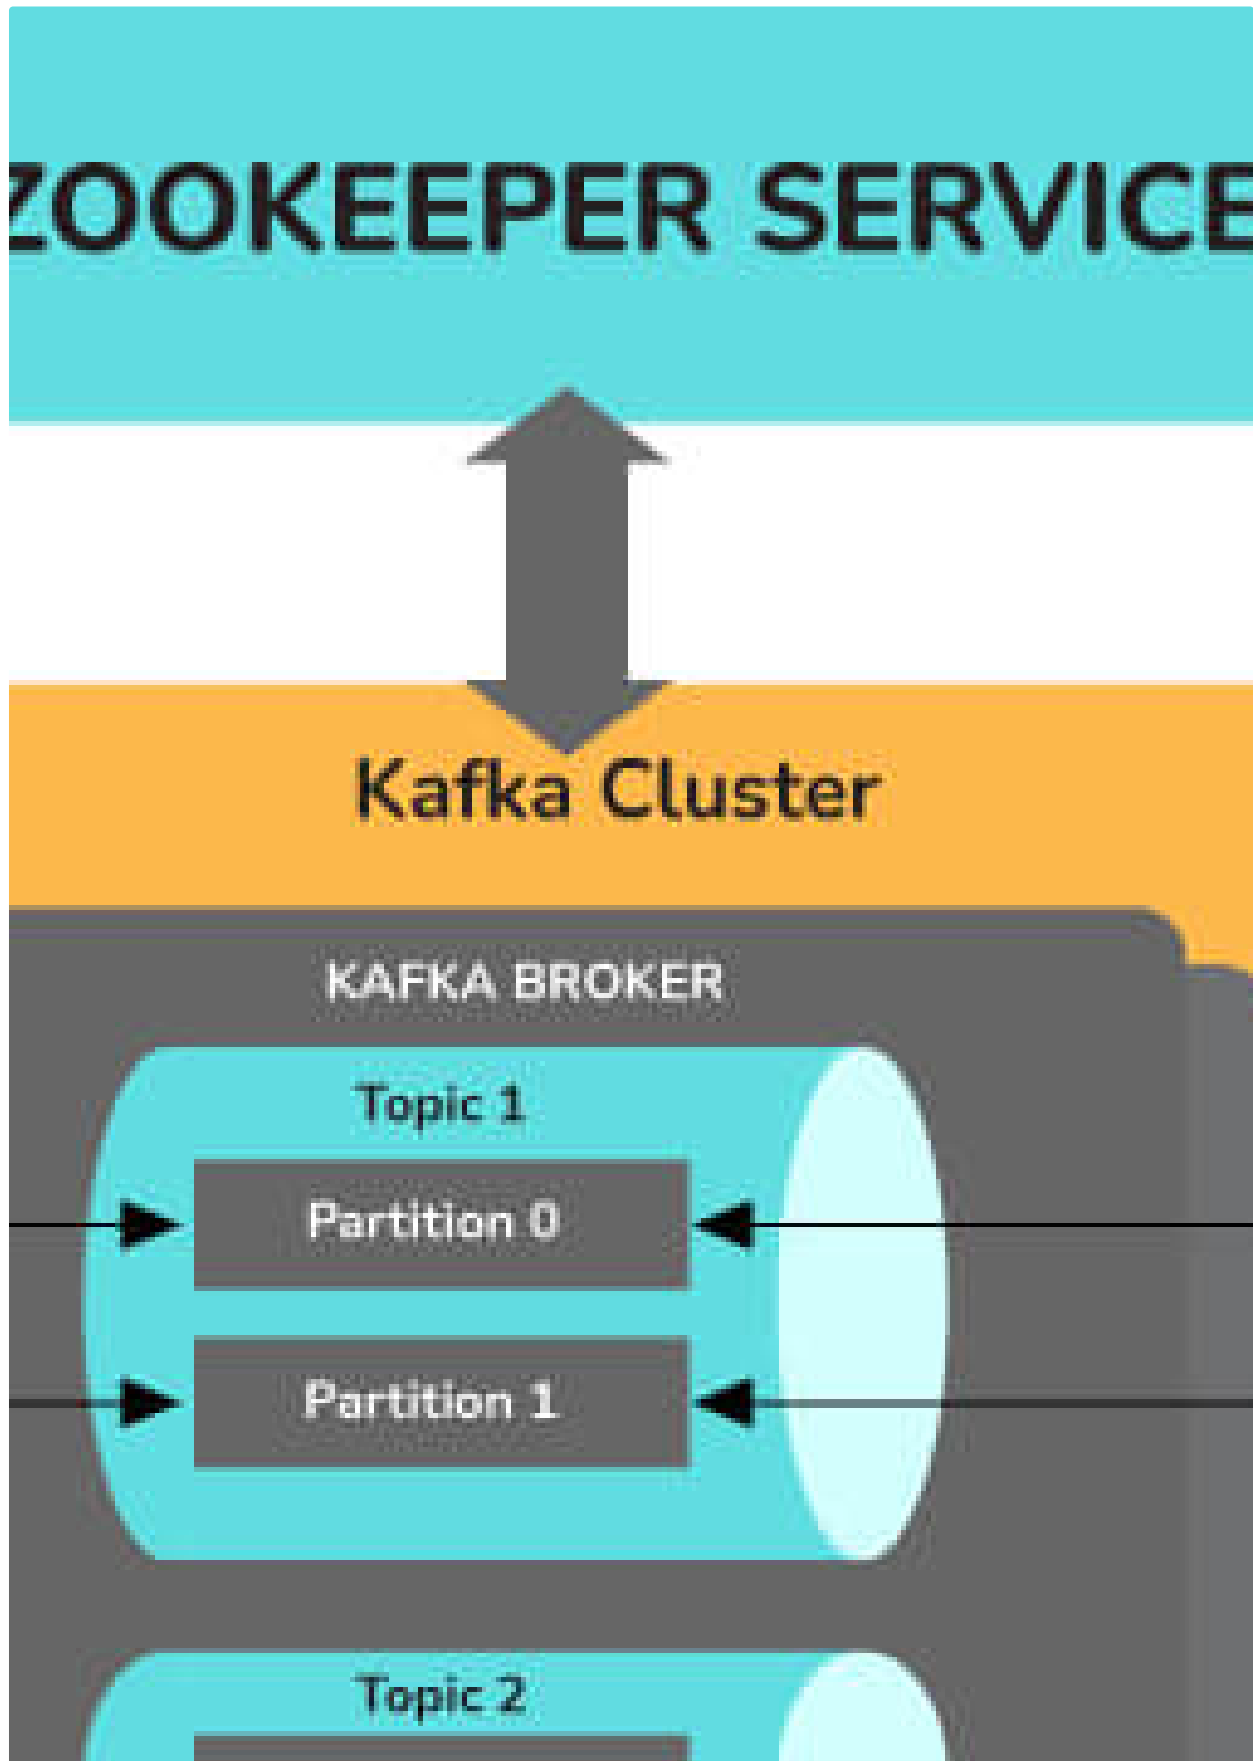 ZOOKEEPER SERVICE
Kafka Cluster
KAFKA BROKER
Topic 1
Partition 0
Partition 1
Topic 2